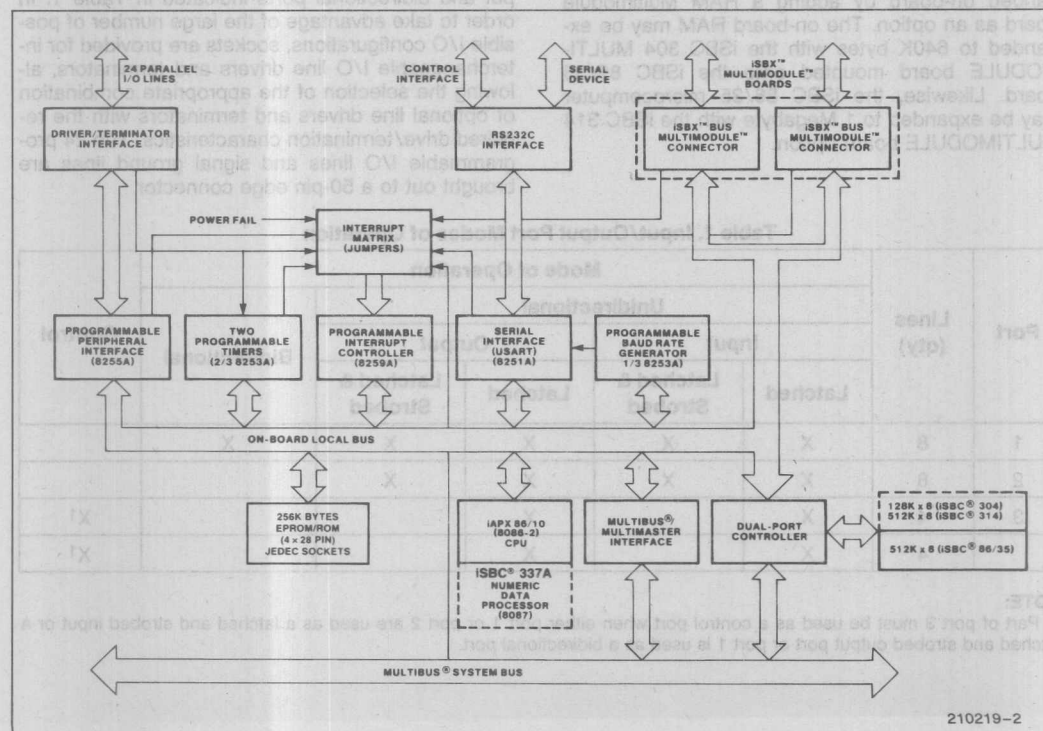 24 PARALLEL
I/O LINES
CONTROL
INTERFACE
SERIAL
DEVICE
iSBX™
MULTIMODULE™
BOARDS
DRIVER/TERMINATOR
INTERFACE
RS232C
INTERFACE
iSBX™ BUS
MULTIMODULE™
CONNECTOR
iSBX™ BUS
MULTIMODULE™
CONNECTOR
POWER FAIL
INTERRUPT
MATRIX
(JUMPERS)
PROGRAMMABLE
PERIPHERAL
INTERFACE
(8255A)
TWO
PROGRAMMABLE
TIMERS
(2/3 8253A)
PROGRAMMABLE
INTERRUPT
CONTROLLER
(8259A)
SERIAL
INTERFACE
(USART)
(8251A)
PROGRAMMABLE
BAUD RATE
GENERATOR
(1/3 8253A)
ON-BOARD LOCAL BUS
256K BYTES
EPROM/ROM
(4 x 28 PIN)
JEDEC SOCKETS
iAPX 86/10
(8086-2)
CPU
iSBC® 337A
NUMERIC
DATA
PROCESSOR
(8087)
MULTIBUS®/
MULTIMASTER
INTERFACE
DUAL-PORT
CONTROLLER
128K x 8 (iSBC® 304)
512K x 8 (iSBC® 314)
512K x 8 (iSBC® 86/35)
MULTIBUS® SYSTEM BUS
210219–2